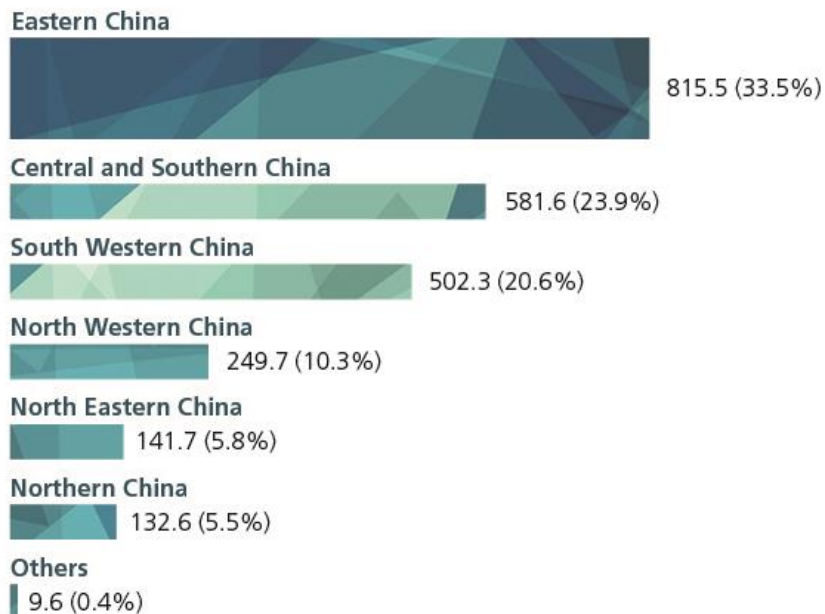 Eastern China
815.5 (33.5%)
Central and Southern China
581.6 (23.9%)
South Western China
502.3 (20.6%)
North Western China
249.7 (10.3%)
North Eastern China
141.7 (5.8%)
Northern China
132.6 (5.5%)
Others
9.6 (0.4%)